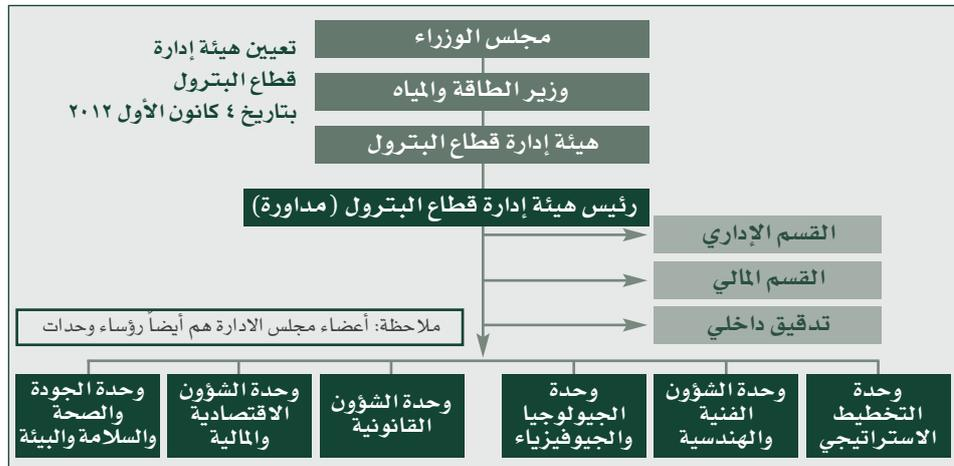 تعيين هيئة إدارة
قطاع البترول
بتاريخ ٤ كانون الأول ٢٠١٢
مجلس الوزراء
وزير الطاقة والمياه
هيئة إدارة قطاع البترول
رئيس هيئة إدارة قطاع البترول (مداورة)
القسم الإداري
القسم المالي
تدقيق داخلي
ملاحظة: أعضاء مجلس الادارة هم أيضاً رؤساء وحدات
وحدة
التخطيط
الاستراتيجي
وحدة الشؤون
الفنية
والهندسية
وحدة
الجيولوجيا
والجيوفيزياء
وحدة الشؤون
القانونية
وحدة الشؤون
الاقتصادية
والمالية
وحدة الجودة
والصحة
والسلامة والبيئة